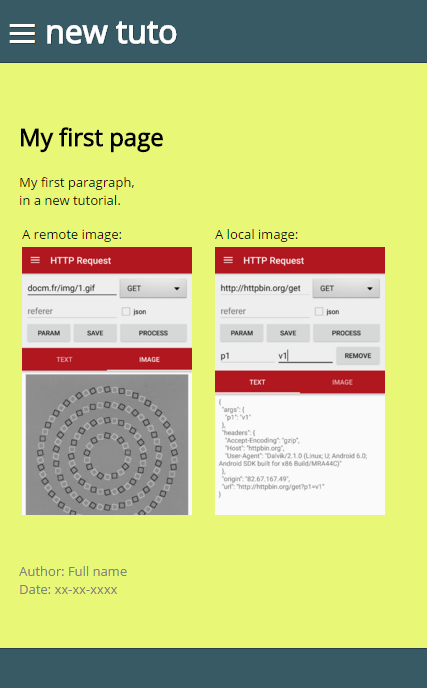 new tuto
My first page
My first paragraph,
in a new tutorial.
A remote image:
HTTP Request
docm.fr/img/1.gif GET
referer json
PARAM SAVE PROCESS
TEXT IMAGE
A local image:
HTTP Request
http://httpbin.org/get GET
referer json
PARAM SAVE PROCESS
p1 v1 REMOVE
TEXT IMAGE
{
"args": {
"p1": "v1"
},
"headers": {
"Accept-Encoding": "gzip",
"Host": "httpbin.org",
"User-Agent": "Dalvik/2.1.0 (Linux; U; Android 6.0;
Android SDK built for x86 Build/MRA44C)"
},
"origin": "82.67.167.49",
"url": "http://httpbin.org/get?p1=v1"
}
Author: Full name
Date: xx-xx-xxxx